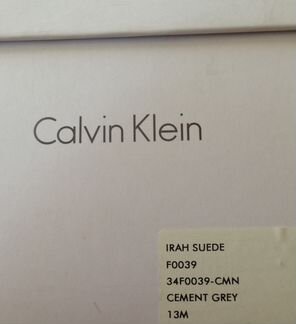 Calvin Klein
IRAH SUEDE
F0039
34F0039-CMN
CEMENT GREY
13M